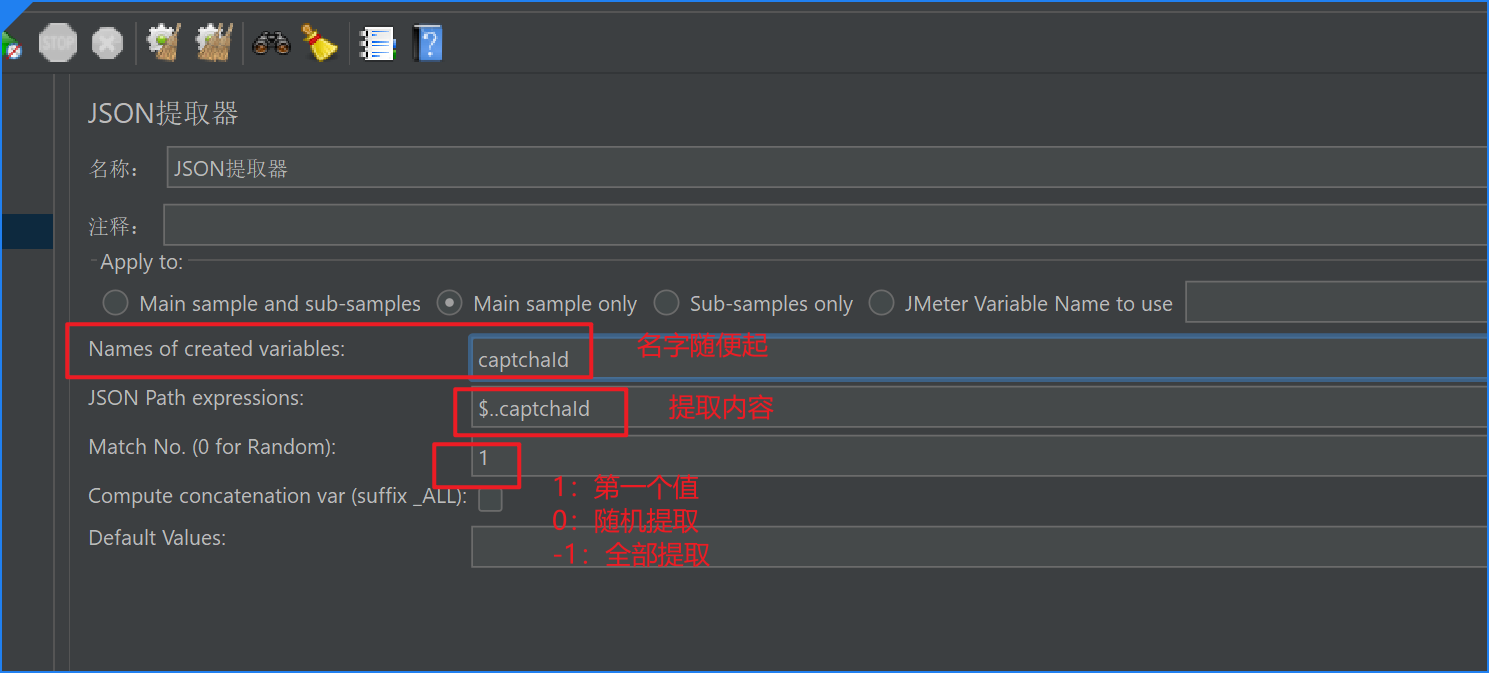 STOP
?
JSON提取器
名称： JSON提取器
注释：
Apply to:
Main sample and sub-samples Main sample only Sub-samples only JMeter Variable Name to use
Names of created variables: captchaId 名字随便起
JSON Path expressions: $..captchaId 提取内容
Match No. (0 for Random): 1
Compute concatenation var (suffix _ALL):
1：第一个值
0：随机提取
Default Values:
-1：全部提取